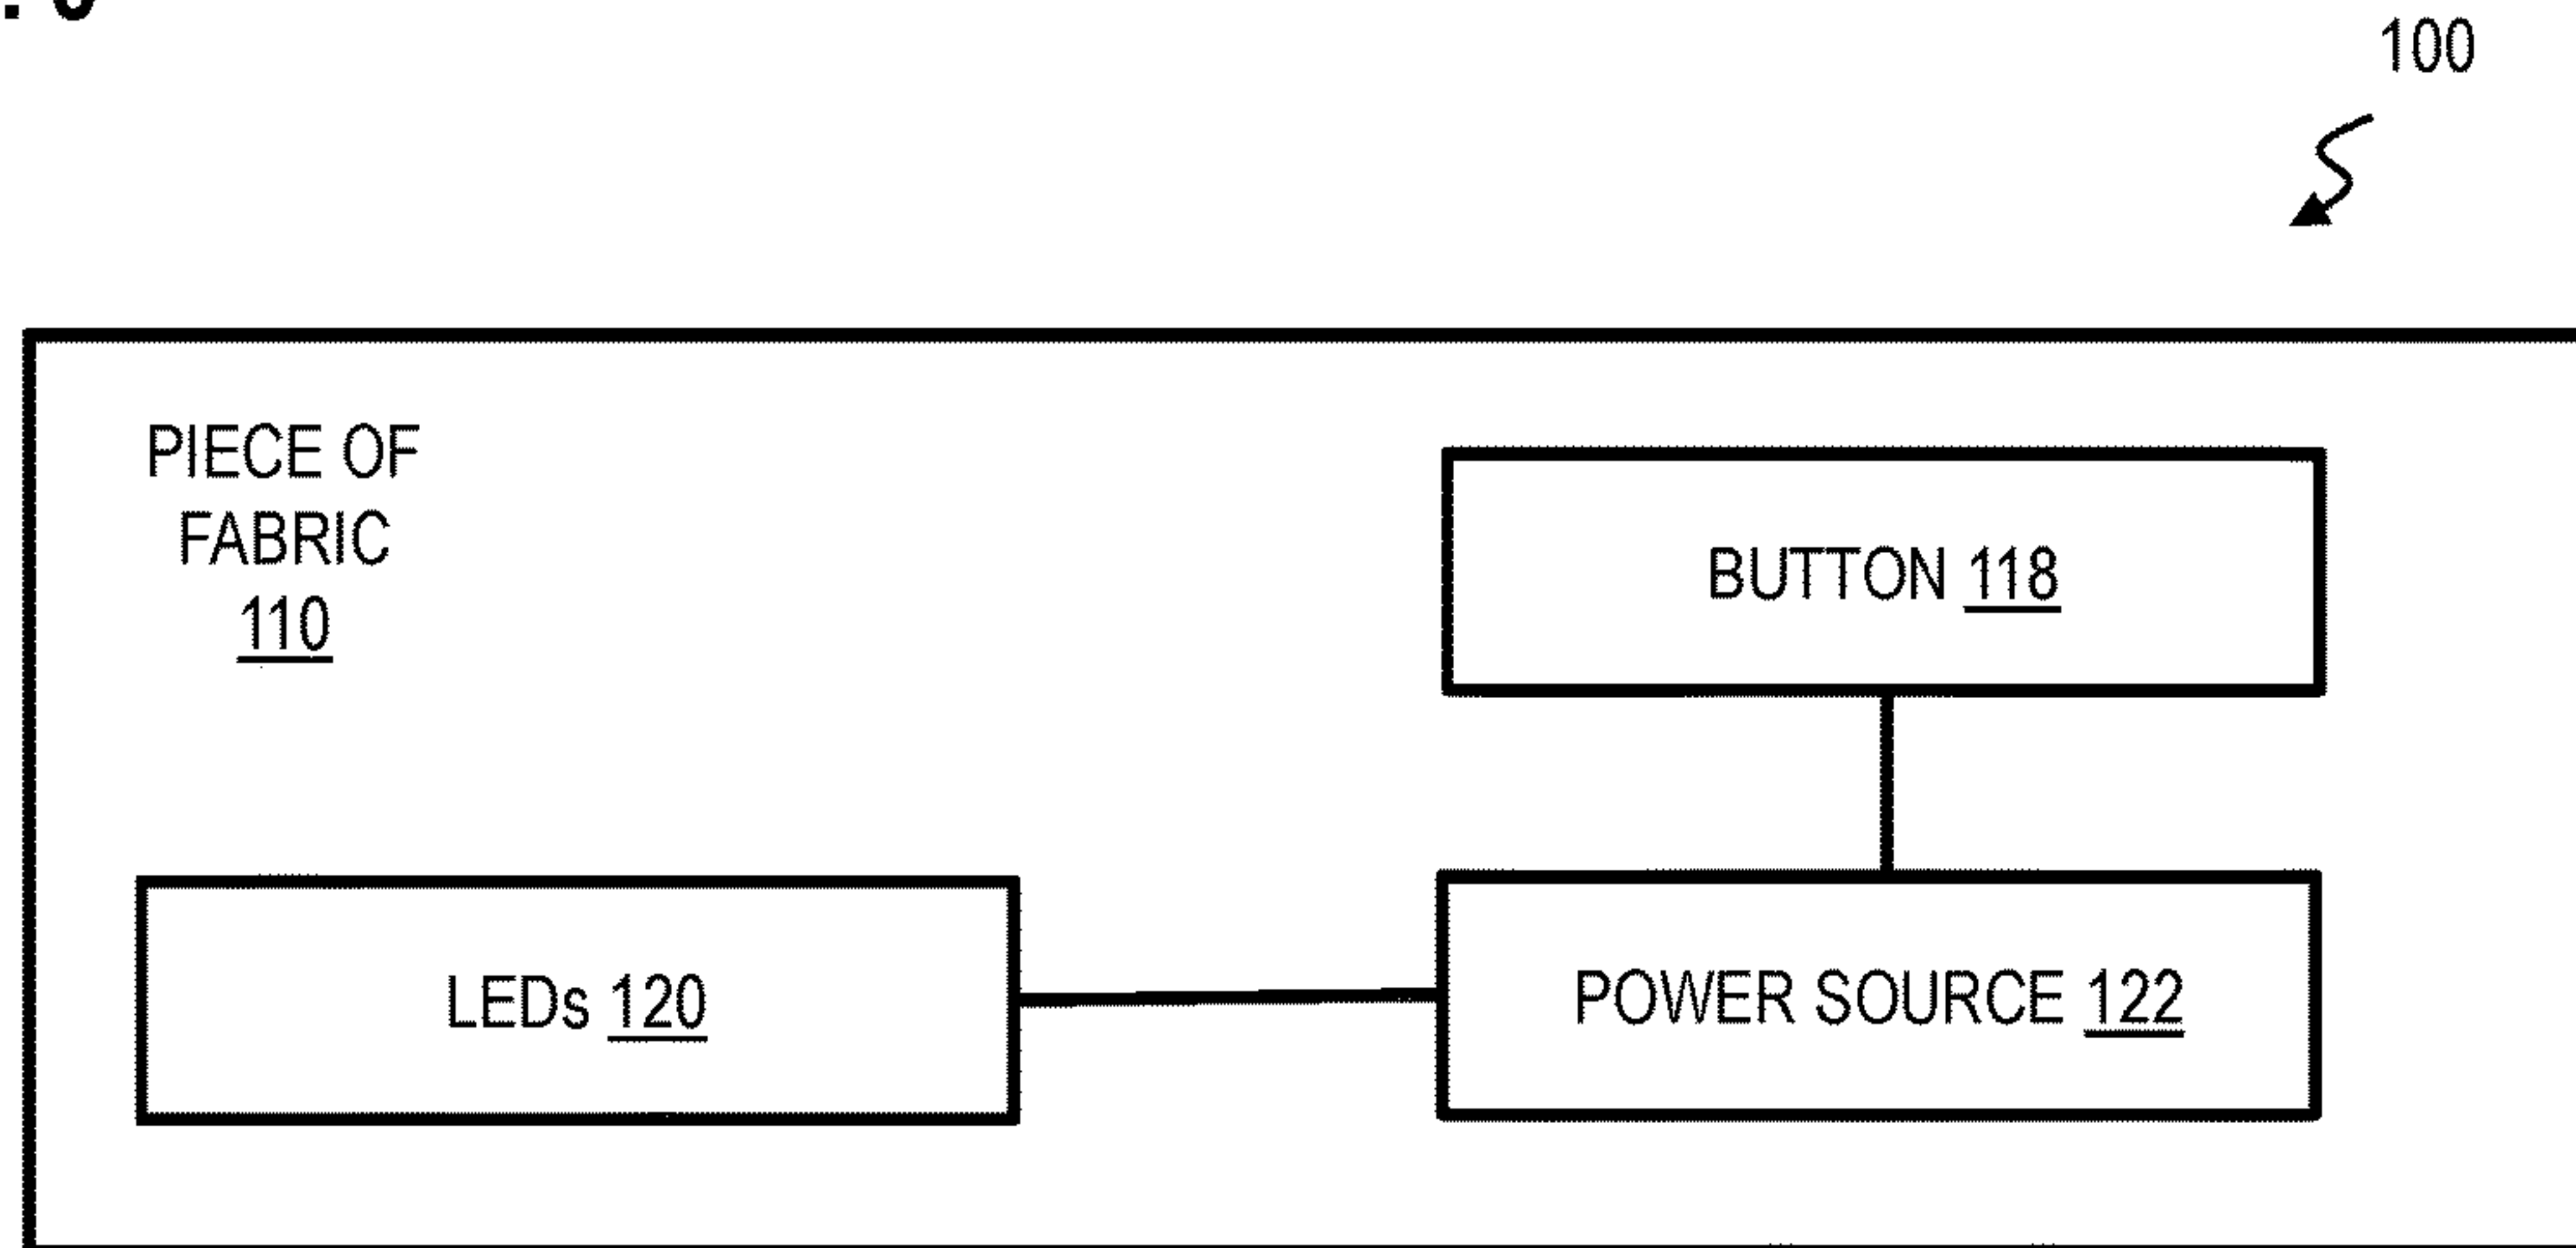 100
PIECE OF
FABRIC
110
BUTTON 118
LEDs 120
POWER SOURCE 122